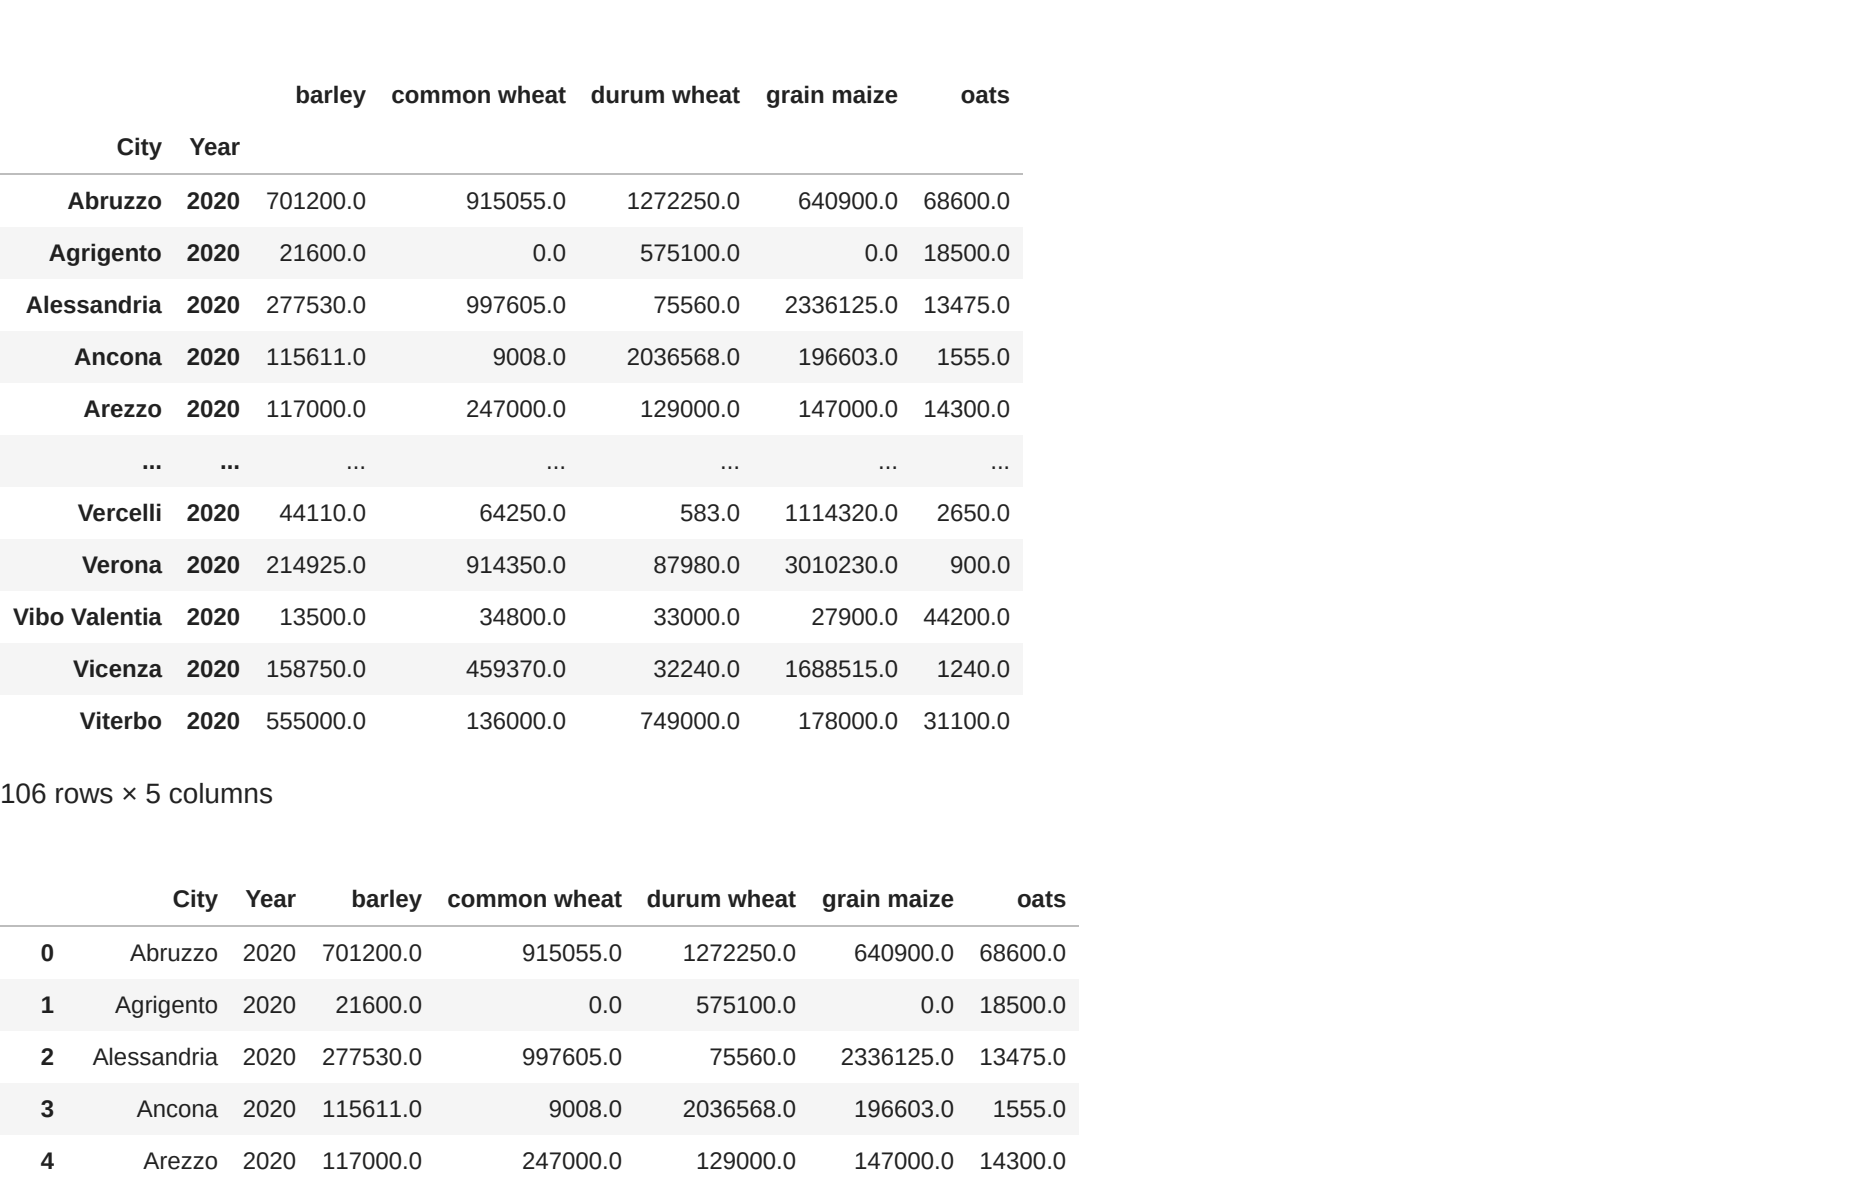 barley common wheat durum wheat grain maize oats
City Year
Abruzzo 2020 701200.0 915055.0 1272250.0 640900.0 68600.0
Agrigento 2020 21600.0 0.0 575100.0 0.0 18500.0
Alessandria 2020 277530.0 997605.0 75560.0 2336125.0 13475.0
Ancona 2020 115611.0 9008.0 2036568.0 196603.0 1555.0
Arezzo 2020 117000.0 247000.0 129000.0 147000.0 14300.0
... ... ... ... ... ... ...
Vercelli 2020 44110.0 64250.0 583.0 1114320.0 2650.0
Verona 2020 214925.0 914350.0 87980.0 3010230.0 900.0
Vibo Valentia 2020 13500.0 34800.0 33000.0 27900.0 44200.0
Vicenza 2020 158750.0 459370.0 32240.0 1688515.0 1240.0
Viterbo 2020 555000.0 136000.0 749000.0 178000.0 31100.0
106 rows × 5 columns
City Year barley common wheat durum wheat grain maize oats
0 Abruzzo 2020 701200.0 915055.0 1272250.0 640900.0 68600.0
1 Agrigento 2020 21600.0 0.0 575100.0 0.0 18500.0
2 Alessandria 2020 277530.0 997605.0 75560.0 2336125.0 13475.0
3 Ancona 2020 115611.0 9008.0 2036568.0 196603.0 1555.0
4 Arezzo 2020 117000.0 247000.0 129000.0 147000.0 14300.0